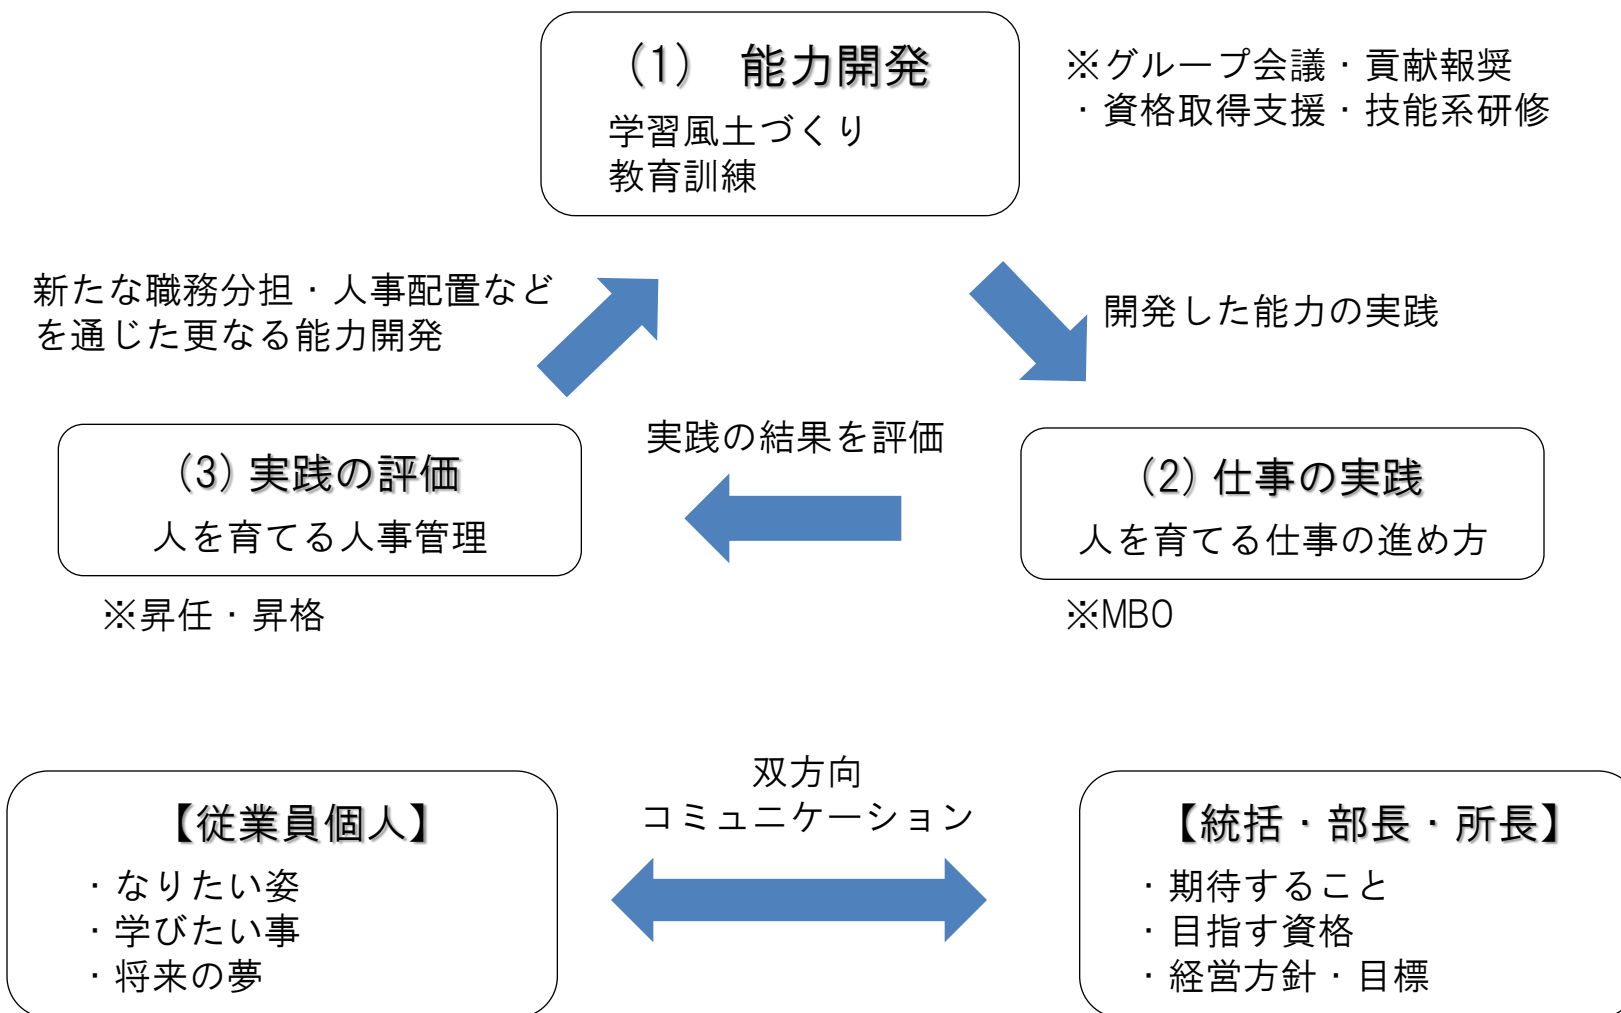 (1) 能力開発
学習風土づくり
教育訓練
※グループ会議・貢献報奨
・資格取得支援・技能系研修
新たな職務分担・人事配置など
を通じた更なる能力開発
開発した能力の実践
実践の結果を評価
(3)実践の評価
人を育てる人事管理
※昇任・昇格
(2)仕事の実践
人を育てる仕事の進め方
※MBO
双方向
コミュニケーション
【従業員個人】
・なりたい姿
・学びたい事
・将来の夢
【統括・部長・所長】
・期待すること
・目指す資格
・経営方針・目標